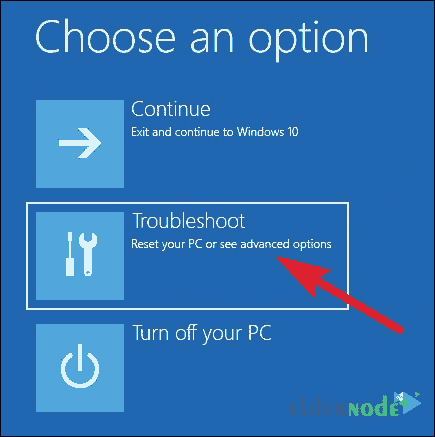 Choose an option
Continue
Exit and continue to Windows 10
Troubleshoot
Reset your PC or see advanced options
Turn off your PC
NODE